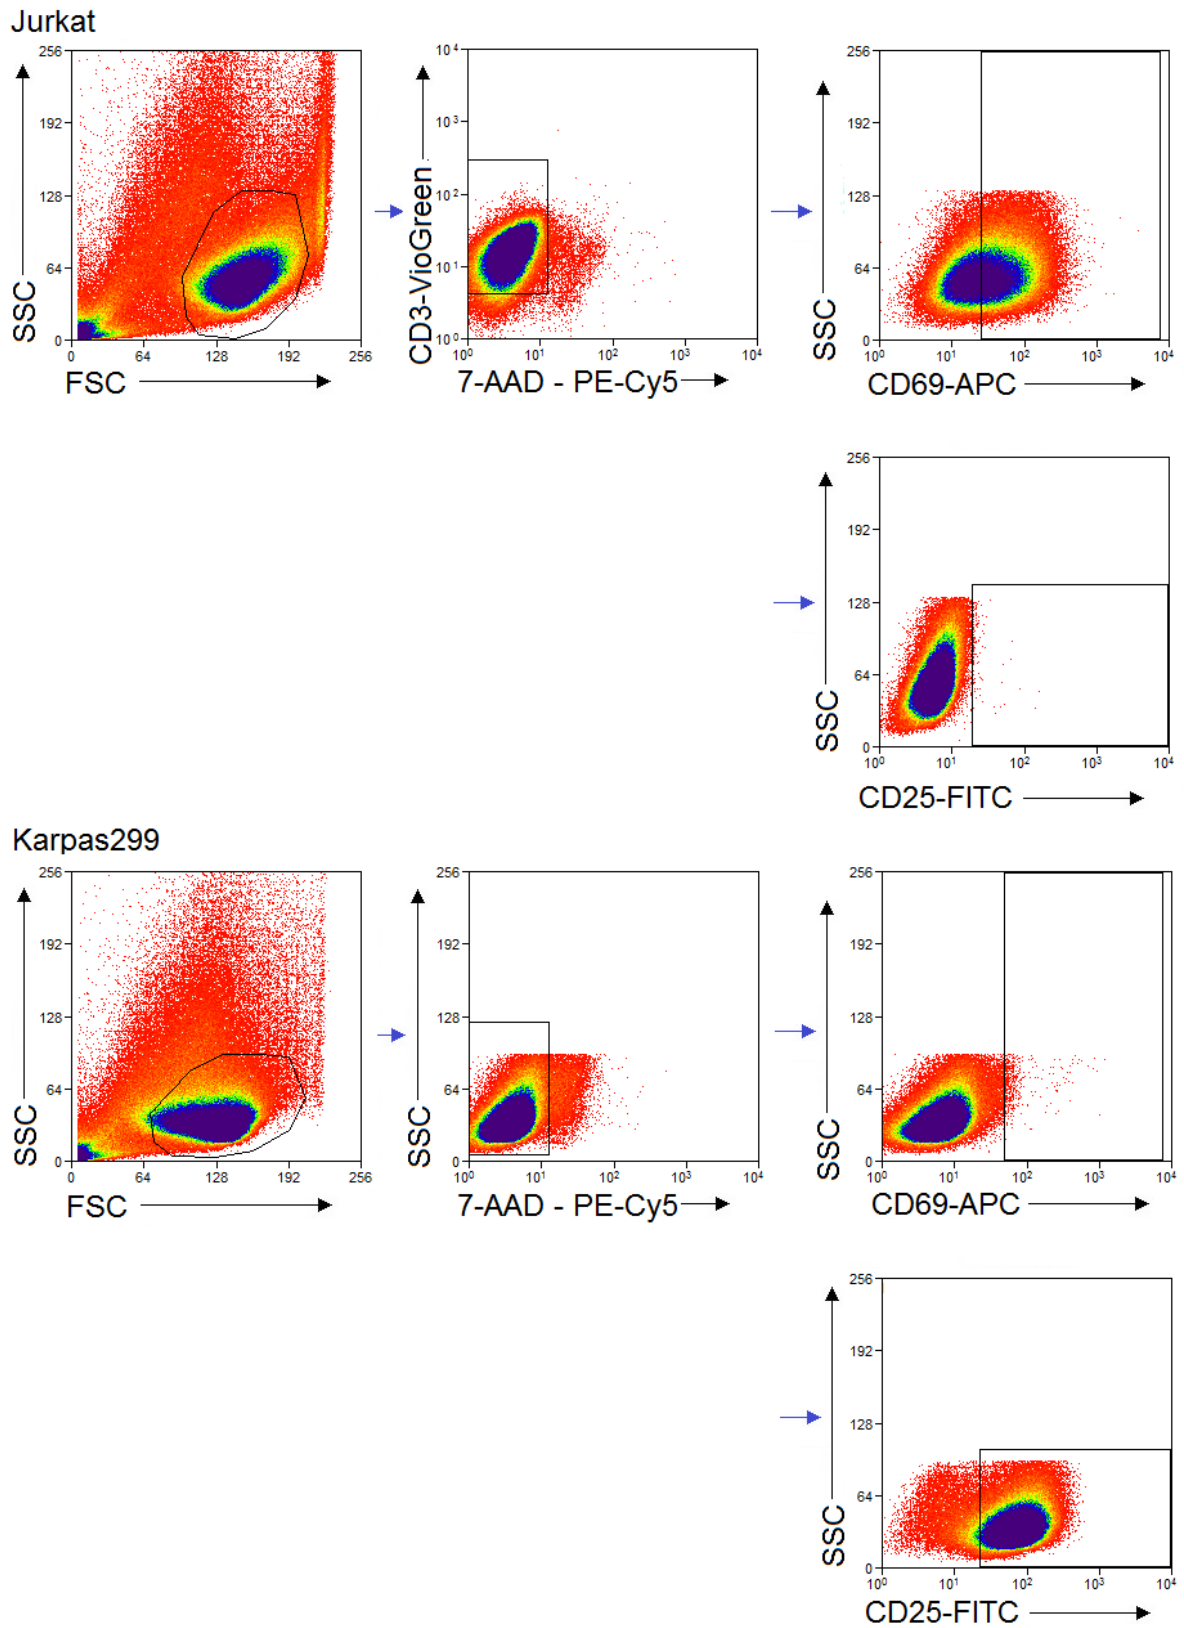 Jurkat
256
192
128
64
0
SSC
0 64 128 192 256
FSC
10⁴
10³
10²
10¹
10⁰
CD3-VioGreen
10⁰ 10¹ 10² 10³ 10⁴
7-AAD - PE-Cy5
256
192
128
64
0
SSC
10⁰ 10¹ 10² 10³ 10⁴
CD69-APC
256
192
128
64
0
SSC
10⁰ 10¹ 10² 10³ 10⁴
CD25-FITC
Karpas299
256
192
128
64
0
SSC
0 64 128 192 256
FSC
256
192
128
64
0
SSC
10⁰ 10¹ 10² 10³ 10⁴
7-AAD - PE-Cy5
256
192
128
64
0
SSC
10⁰ 10¹ 10² 10³ 10⁴
CD69-APC
256
192
128
64
0
SSC
10⁰ 10¹ 10² 10³ 10⁴
CD25-FITC